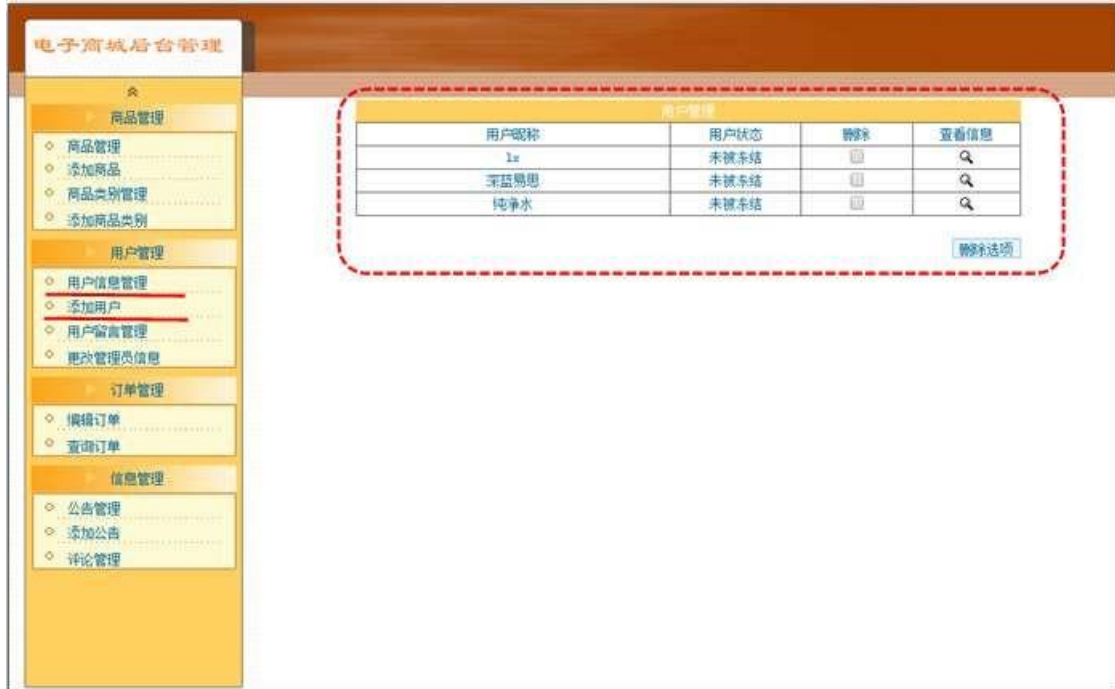 电子商城后台管理
商品管理
商品管理
添加商品
商品类别管理
添加商品类别
用户管理
用户信息管理
添加用户
用户留言管理
更改管理员信息
订单管理
编辑订单
查询订单
信息管理
公告管理
添加公告
评论管理
用户管理
用户昵称 用户状态 删除 查看信息
lx 未被冻结
深蓝易思 未被冻结
纯净水 未被冻结
删除选项